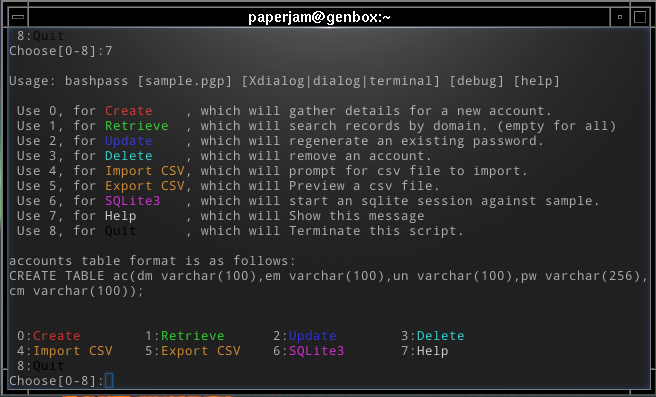 paperjam@genbox:~
8:Quit
Choose[0-8]:7
Usage: bashpass [sample.pgp] [Xdialog|dialog|terminal] [debug] [help]
Use 0, for Create    , which will gather details for a new account.
Use 1, for Retrieve  , which will search records by domain. (empty for all)
Use 2, for Update    , which will regenerate an existing password.
Use 3, for Delete    , which will remove an account.
Use 4, for Import CSV, which will prompt for csv file to import.
Use 5, for Export CSV, which will Preview a csv file.
Use 6, for SQLite3   , which will start an sqlite session against sample.
Use 7, for Help      , which will Show this message
Use 8, for Quit      , which will Terminate this script.
accounts table format is as follows:
CREATE TABLE ac(dm varchar(100),em varchar(100),un varchar(100),pw varchar(256),
cm varchar(100));
0:Create        1:Retrieve      2:Update        3:Delete
4:Import CSV    5:Export CSV    6:SQLite3       7:Help
8:Quit
Choose[0-8]: